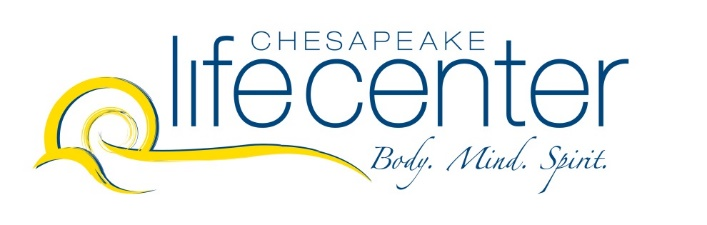 CHESAPEAKE
lifecenter
Body. Mind. Spirit.